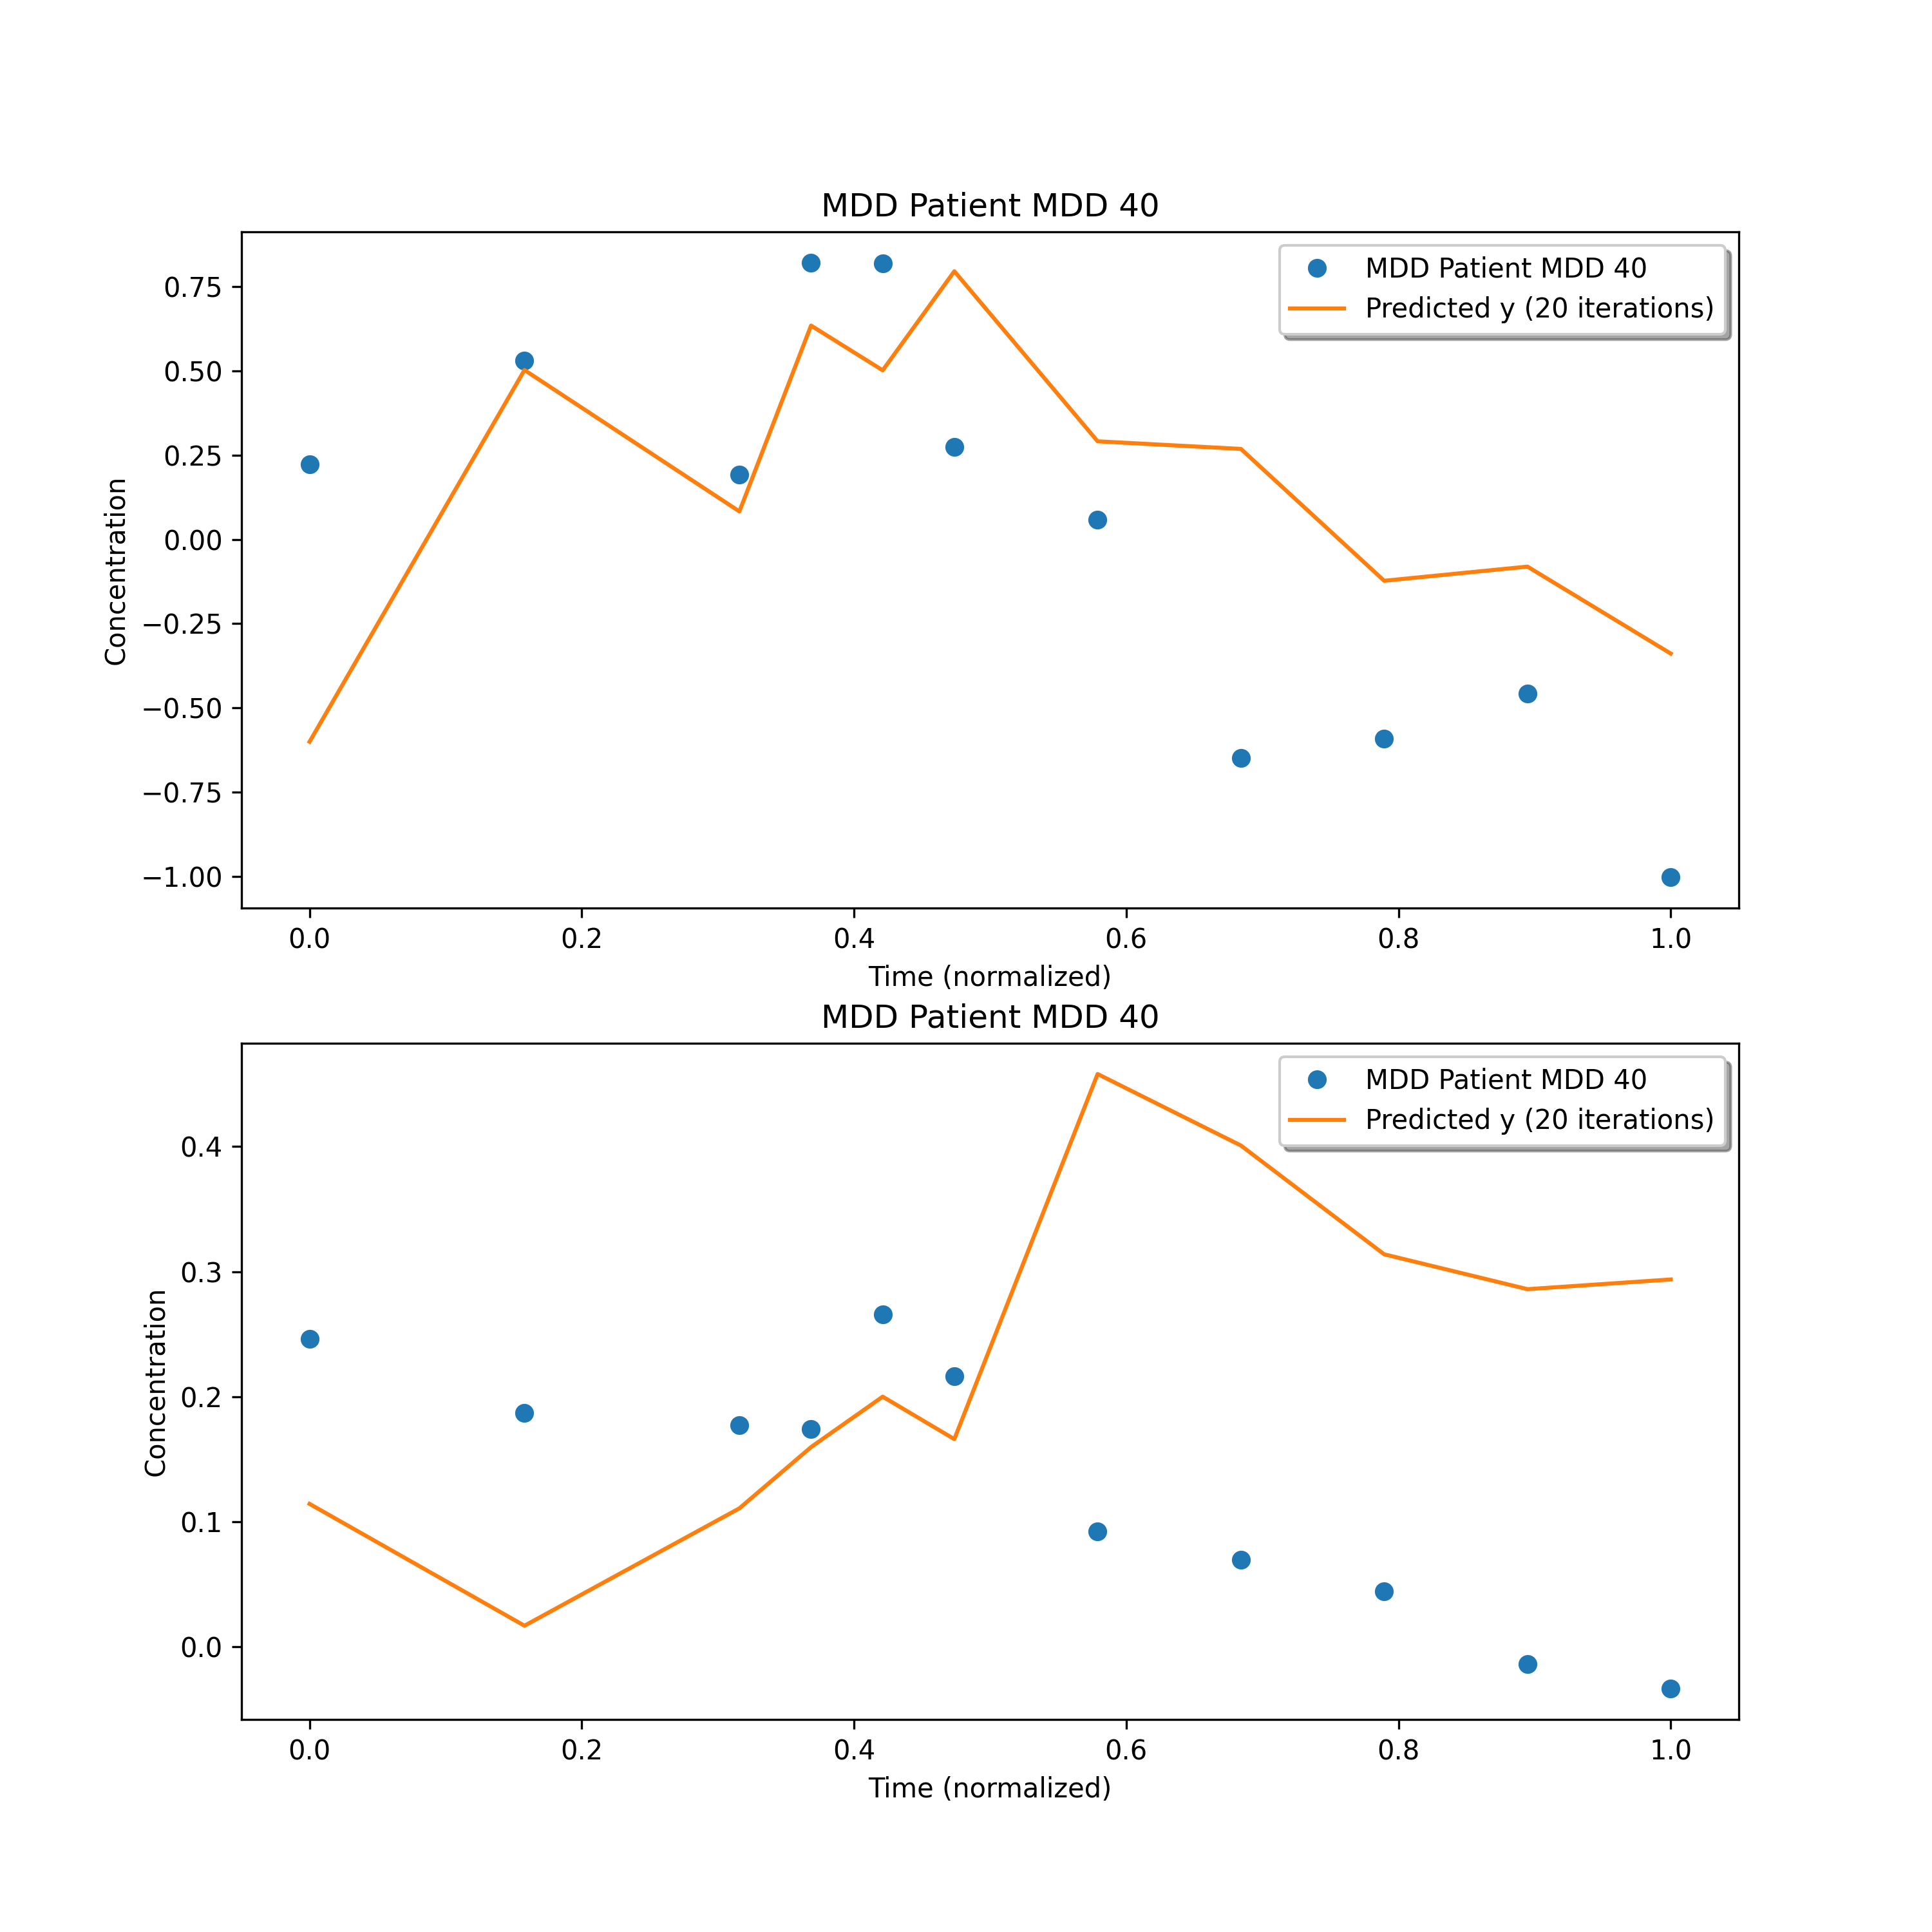 MDD Patient MDD 40
MDD Patient MDD 40
Predicted y (20 iterations)
Concentration
0.75
0.50
0.25
0.00
−0.25
−0.50
−0.75
−1.00
0.0 0.2 0.4 0.6 0.8 1.0
Time (normalized)
MDD Patient MDD 40
MDD Patient MDD 40
Predicted y (20 iterations)
Concentration
0.4
0.3
0.2
0.1
0.0
0.0 0.2 0.4 0.6 0.8 1.0
Time (normalized)